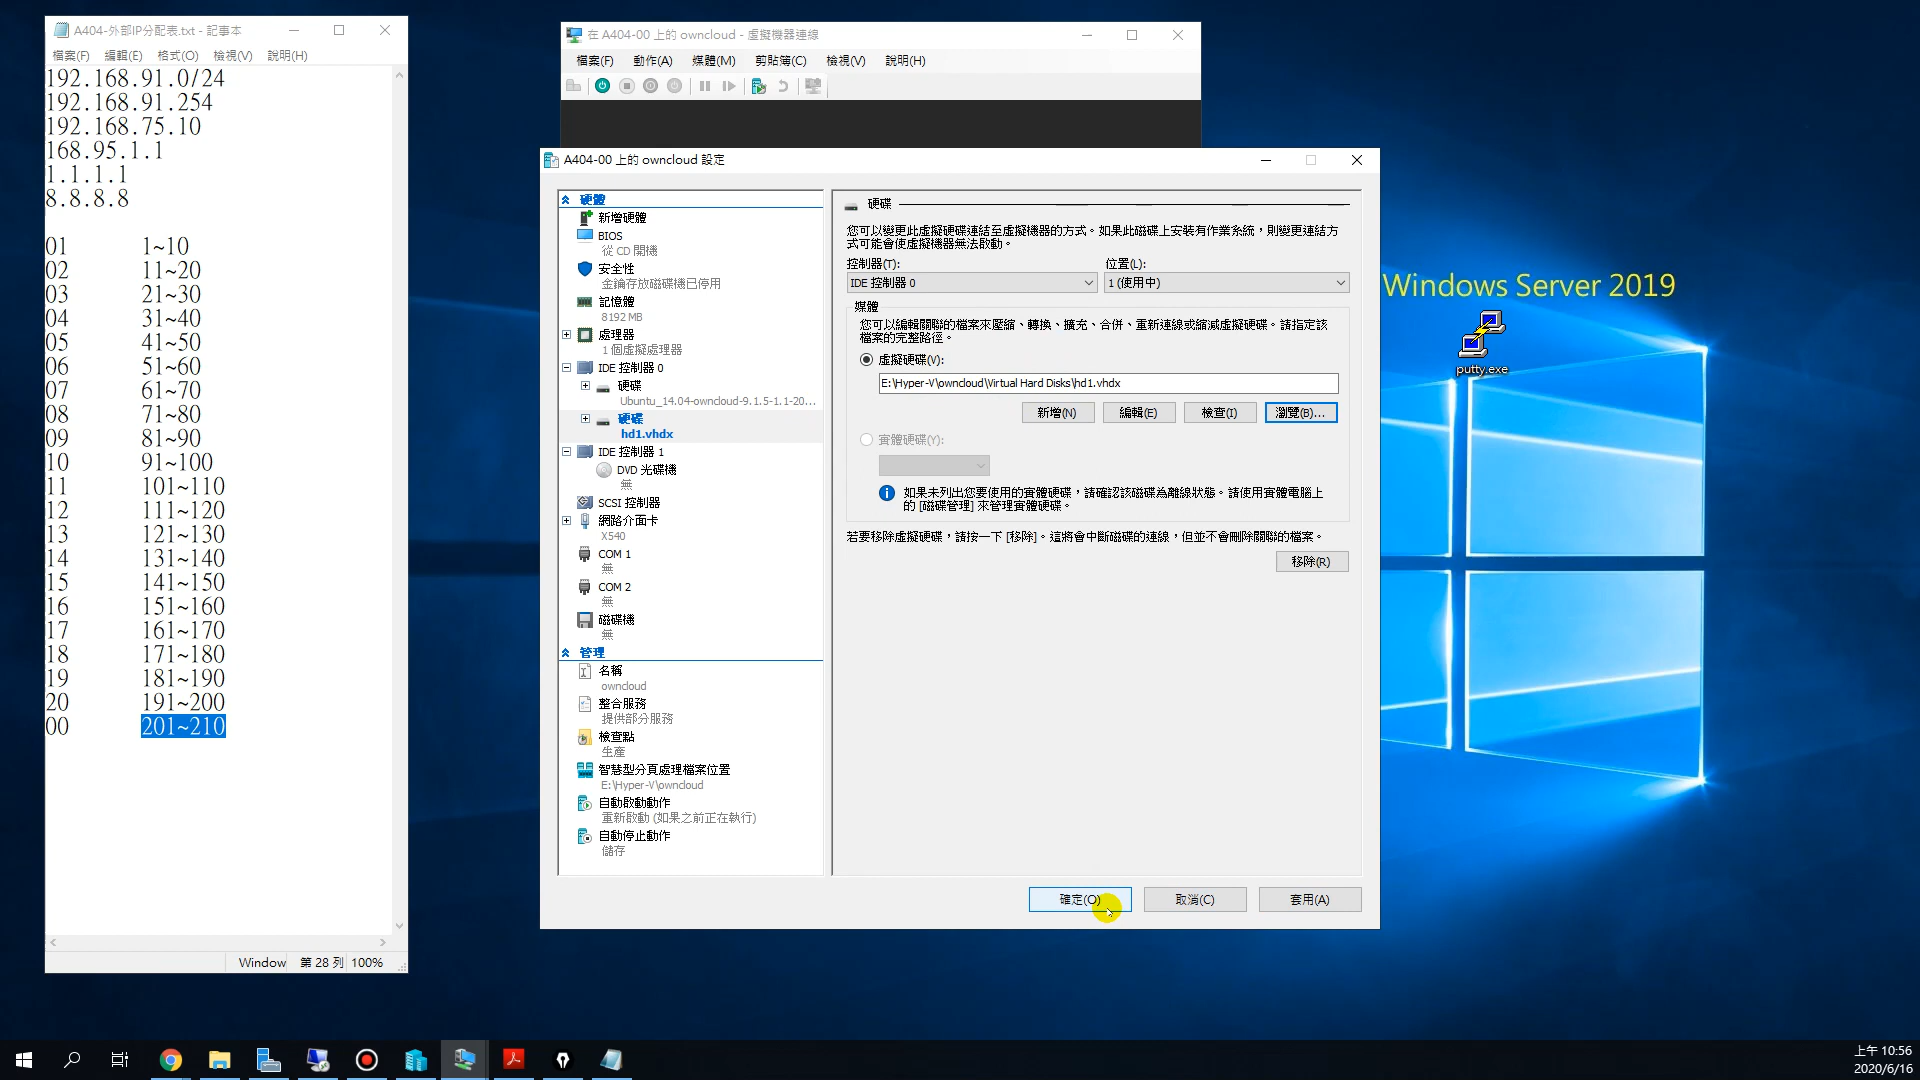 A404-外部IP分配表.txt - 記事本
檔案(F) 編輯(E) 格式(O) 檢視(V) 說明(H)
192.168.91.0/24
192.168.91.254
192.168.75.10
168.95.1.1
1.1.1.1
8.8.8.8
01 1~10
02 11~20
03 21~30
04 31~40
05 41~50
06 51~60
07 61~70
08 71~80
09 81~90
10 91~100
11 101~110
12 111~120
13 121~130
14 131~140
15 141~150
16 151~160
17 161~170
18 171~180
19 181~190
20 191~200
00 201~210
Window 第 28 列 100%
在 A404-00 上的 owncloud - 虛擬機器連線
檔案(F) 動作(A) 媒體(M) 剪貼簿(C) 檢視(V) 說明(H)
A404-00 上的 owncloud 設定
硬體
新增硬體
BIOS
從 CD 開機
安全性
金鑰存放磁碟機已停用
記憶體
8192 MB
處理器
1 個虛擬處理器
IDE 控制器 0
硬碟
Ubuntu_14.04-owncloud-9.1.5-1.1-20...
硬碟
hd1.vhdx
IDE 控制器 1
DVD 光碟機
無
SCSI 控制器
網路介面卡
X540
COM 1
無
COM 2
無
磁碟機
無
管理
名稱
owncloud
整合服務
提供部分服務
檢查點
生產
智慧型分頁處理檔案位置
E:\Hyper-V\owncloud
自動啟動動作
重新啟動 (如果之前正在執行)
自動停止動作
儲存
硬碟
您可以變更此虛擬硬碟連結至虛擬機器的方式。如果此磁碟上安裝有作業系統，則變更連結方
式可能會使虛擬機器無法啟動。
控制器(T): 位置(L):
IDE 控制器 0 1 (使用中)
媒體
您可以編輯關聯的檔案來壓縮、轉換、擴充、合併、重新連線或縮減虛擬硬碟。請指定該
檔案的完整路徑。
虛擬硬碟(V):
E:\Hyper-V\owncloud\Virtual Hard Disks\hd1.vhdx
新增(N) 編輯(E) 檢查(I) 瀏覽(B)...
實體硬碟(Y):
如果未列出您要使用的實體硬碟，請確認該磁碟為離線狀態。請使用實體電腦上
的 [磁碟管理] 來管理實體硬碟。
若要移除虛擬硬碟，請按一下 [移除]。這將會中斷磁碟的連線，但並不會刪除關聯的檔案。
移除(R)
確定(O) 取消(C) 套用(A)
Windows Server 2019
putty.exe
上午 10:56
2020/6/16